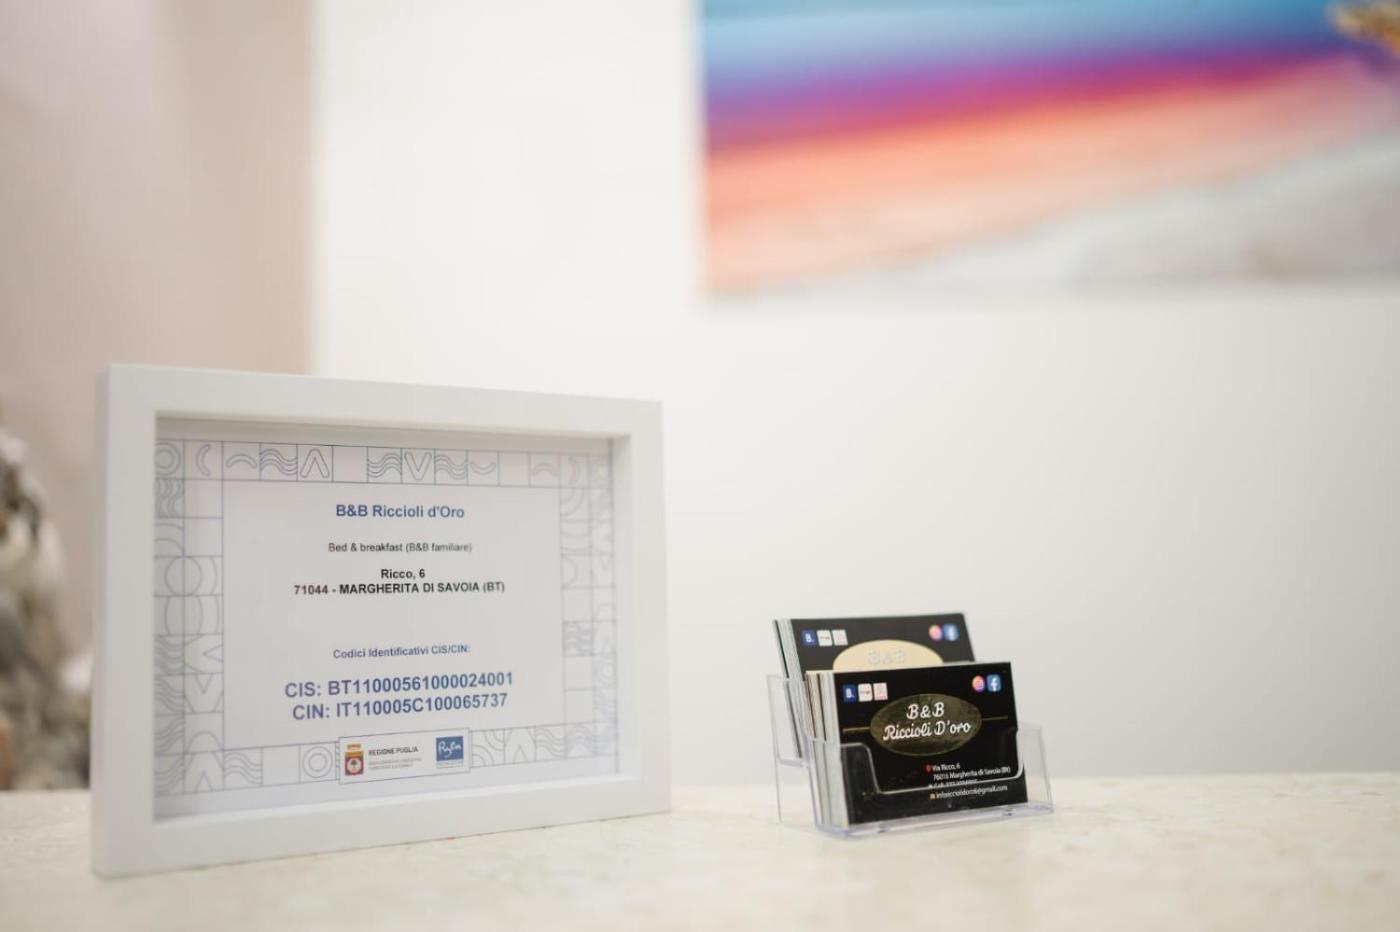 B&B Riccioli d'Oro
Bed & breakfast (B&B familiare)
Ricco, 6
71044 - MARGHERITA DI SAVOIA (BT)
Codici Identificativi CIS/CIN:
CIS: BT11000561000024001
CIN: IT110005C100065737
REGIONE PUGLIA
B&B
B.
B&B
Riccioli D'oro
Via Ricco, 6
76016 Margherita di Savoia (Bt)